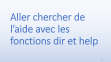 Aller chercher de
l’aide avec les
fonctions dir et help